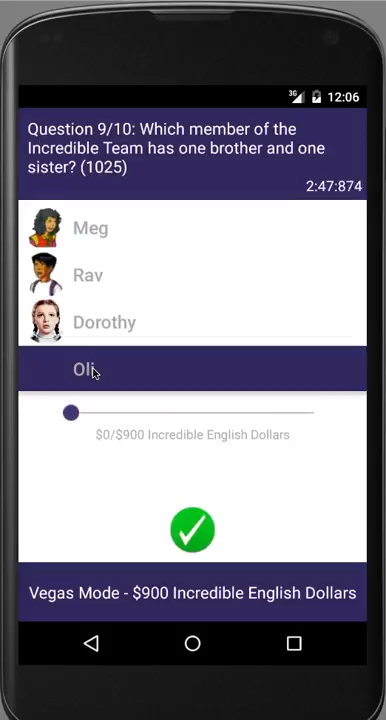 3G 12:06
Question 9/10: Which member of the
Incredible Team has one brother and one
sister? (1025)
2:47:874
Meg
Rav
Dorothy
Oli
$0/$900 Incredible English Dollars
Vegas Mode - $900 Incredible English Dollars